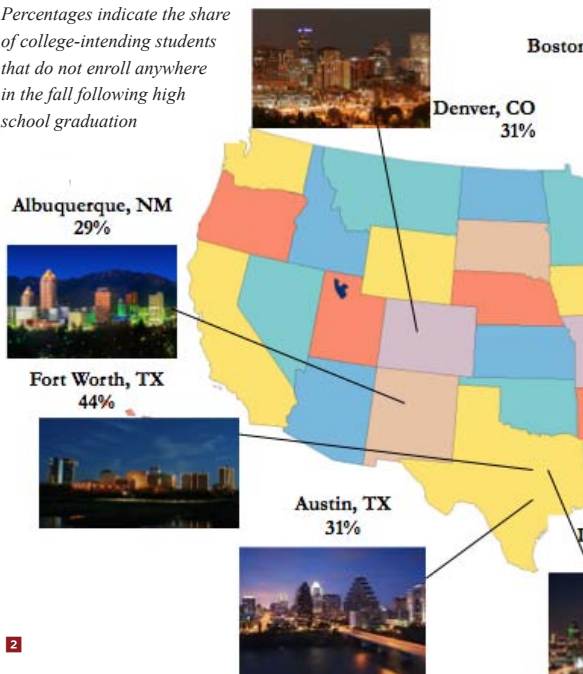 Percentages indicate the share
of college-intending students
that do not enroll anywhere
in the fall following high
school graduation
Denver, CO
31%
Albuquerque, NM
29%
Fort Worth, TX
44%
Austin, TX
31%
2